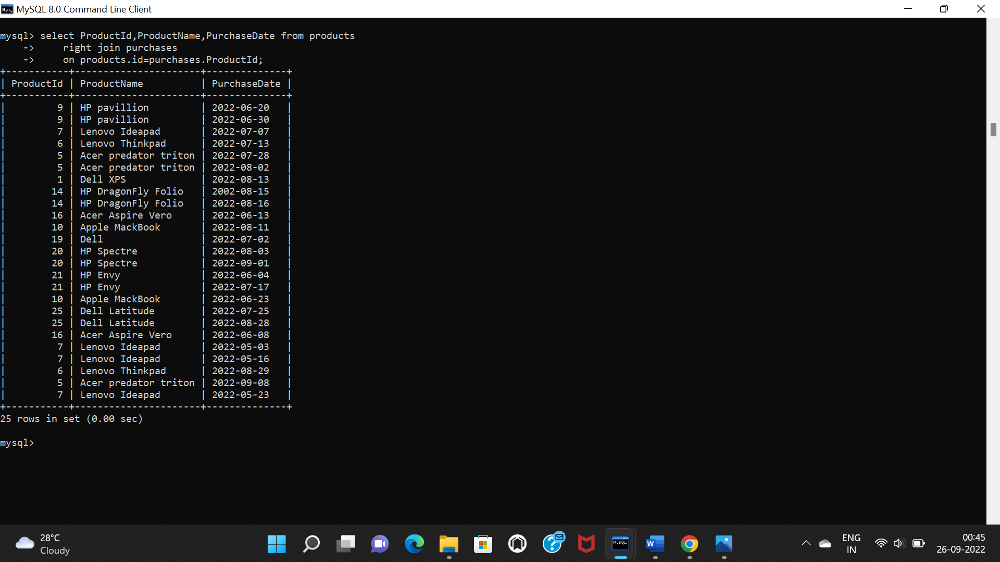 MySQL 8.0 Command Line Client
mysql> select ProductId,ProductName,PurchaseDate from products
    ->     right join purchases
    ->     on products.id=purchases.ProductId;
+-----------+----------------------+--------------+
| ProductId | ProductName          | PurchaseDate |
+-----------+----------------------+--------------+
|         9 | HP pavillion         | 2022-06-20   |
|         9 | HP pavillion         | 2022-06-30   |
|         7 | Lenovo Ideapad       | 2022-07-07   |
|         6 | Lenovo Thinkpad      | 2022-07-13   |
|         5 | Acer predator triton | 2022-07-28   |
|         5 | Acer predator triton | 2022-08-02   |
|         1 | Dell XPS             | 2022-08-13   |
|        14 | HP DragonFly Folio   | 2002-08-15   |
|        14 | HP DragonFly Folio   | 2022-08-16   |
|        16 | Acer Aspire Vero     | 2022-06-13   |
|        10 | Apple MackBook       | 2022-08-11   |
|        19 | Dell                 | 2022-07-02   |
|        20 | HP Spectre           | 2022-08-03   |
|        20 | HP Spectre           | 2022-09-01   |
|        21 | HP Envy              | 2022-06-04   |
|        21 | HP Envy              | 2022-07-17   |
|        10 | Apple MackBook       | 2022-06-23   |
|        25 | Dell Latitude        | 2022-07-25   |
|        25 | Dell Latitude        | 2022-08-28   |
|        16 | Acer Aspire Vero     | 2022-06-08   |
|         7 | Lenovo Ideapad       | 2022-05-03   |
|         7 | Lenovo Ideapad       | 2022-05-16   |
|         6 | Lenovo Thinkpad      | 2022-08-29   |
|         5 | Acer predator triton | 2022-09-08   |
|         7 | Lenovo Ideapad       | 2022-05-23   |
+-----------+----------------------+--------------+
25 rows in set (0.00 sec)
mysql>
28°C
Cloudy
MySQL>
W
ENG
IN
00:45
26-09-2022